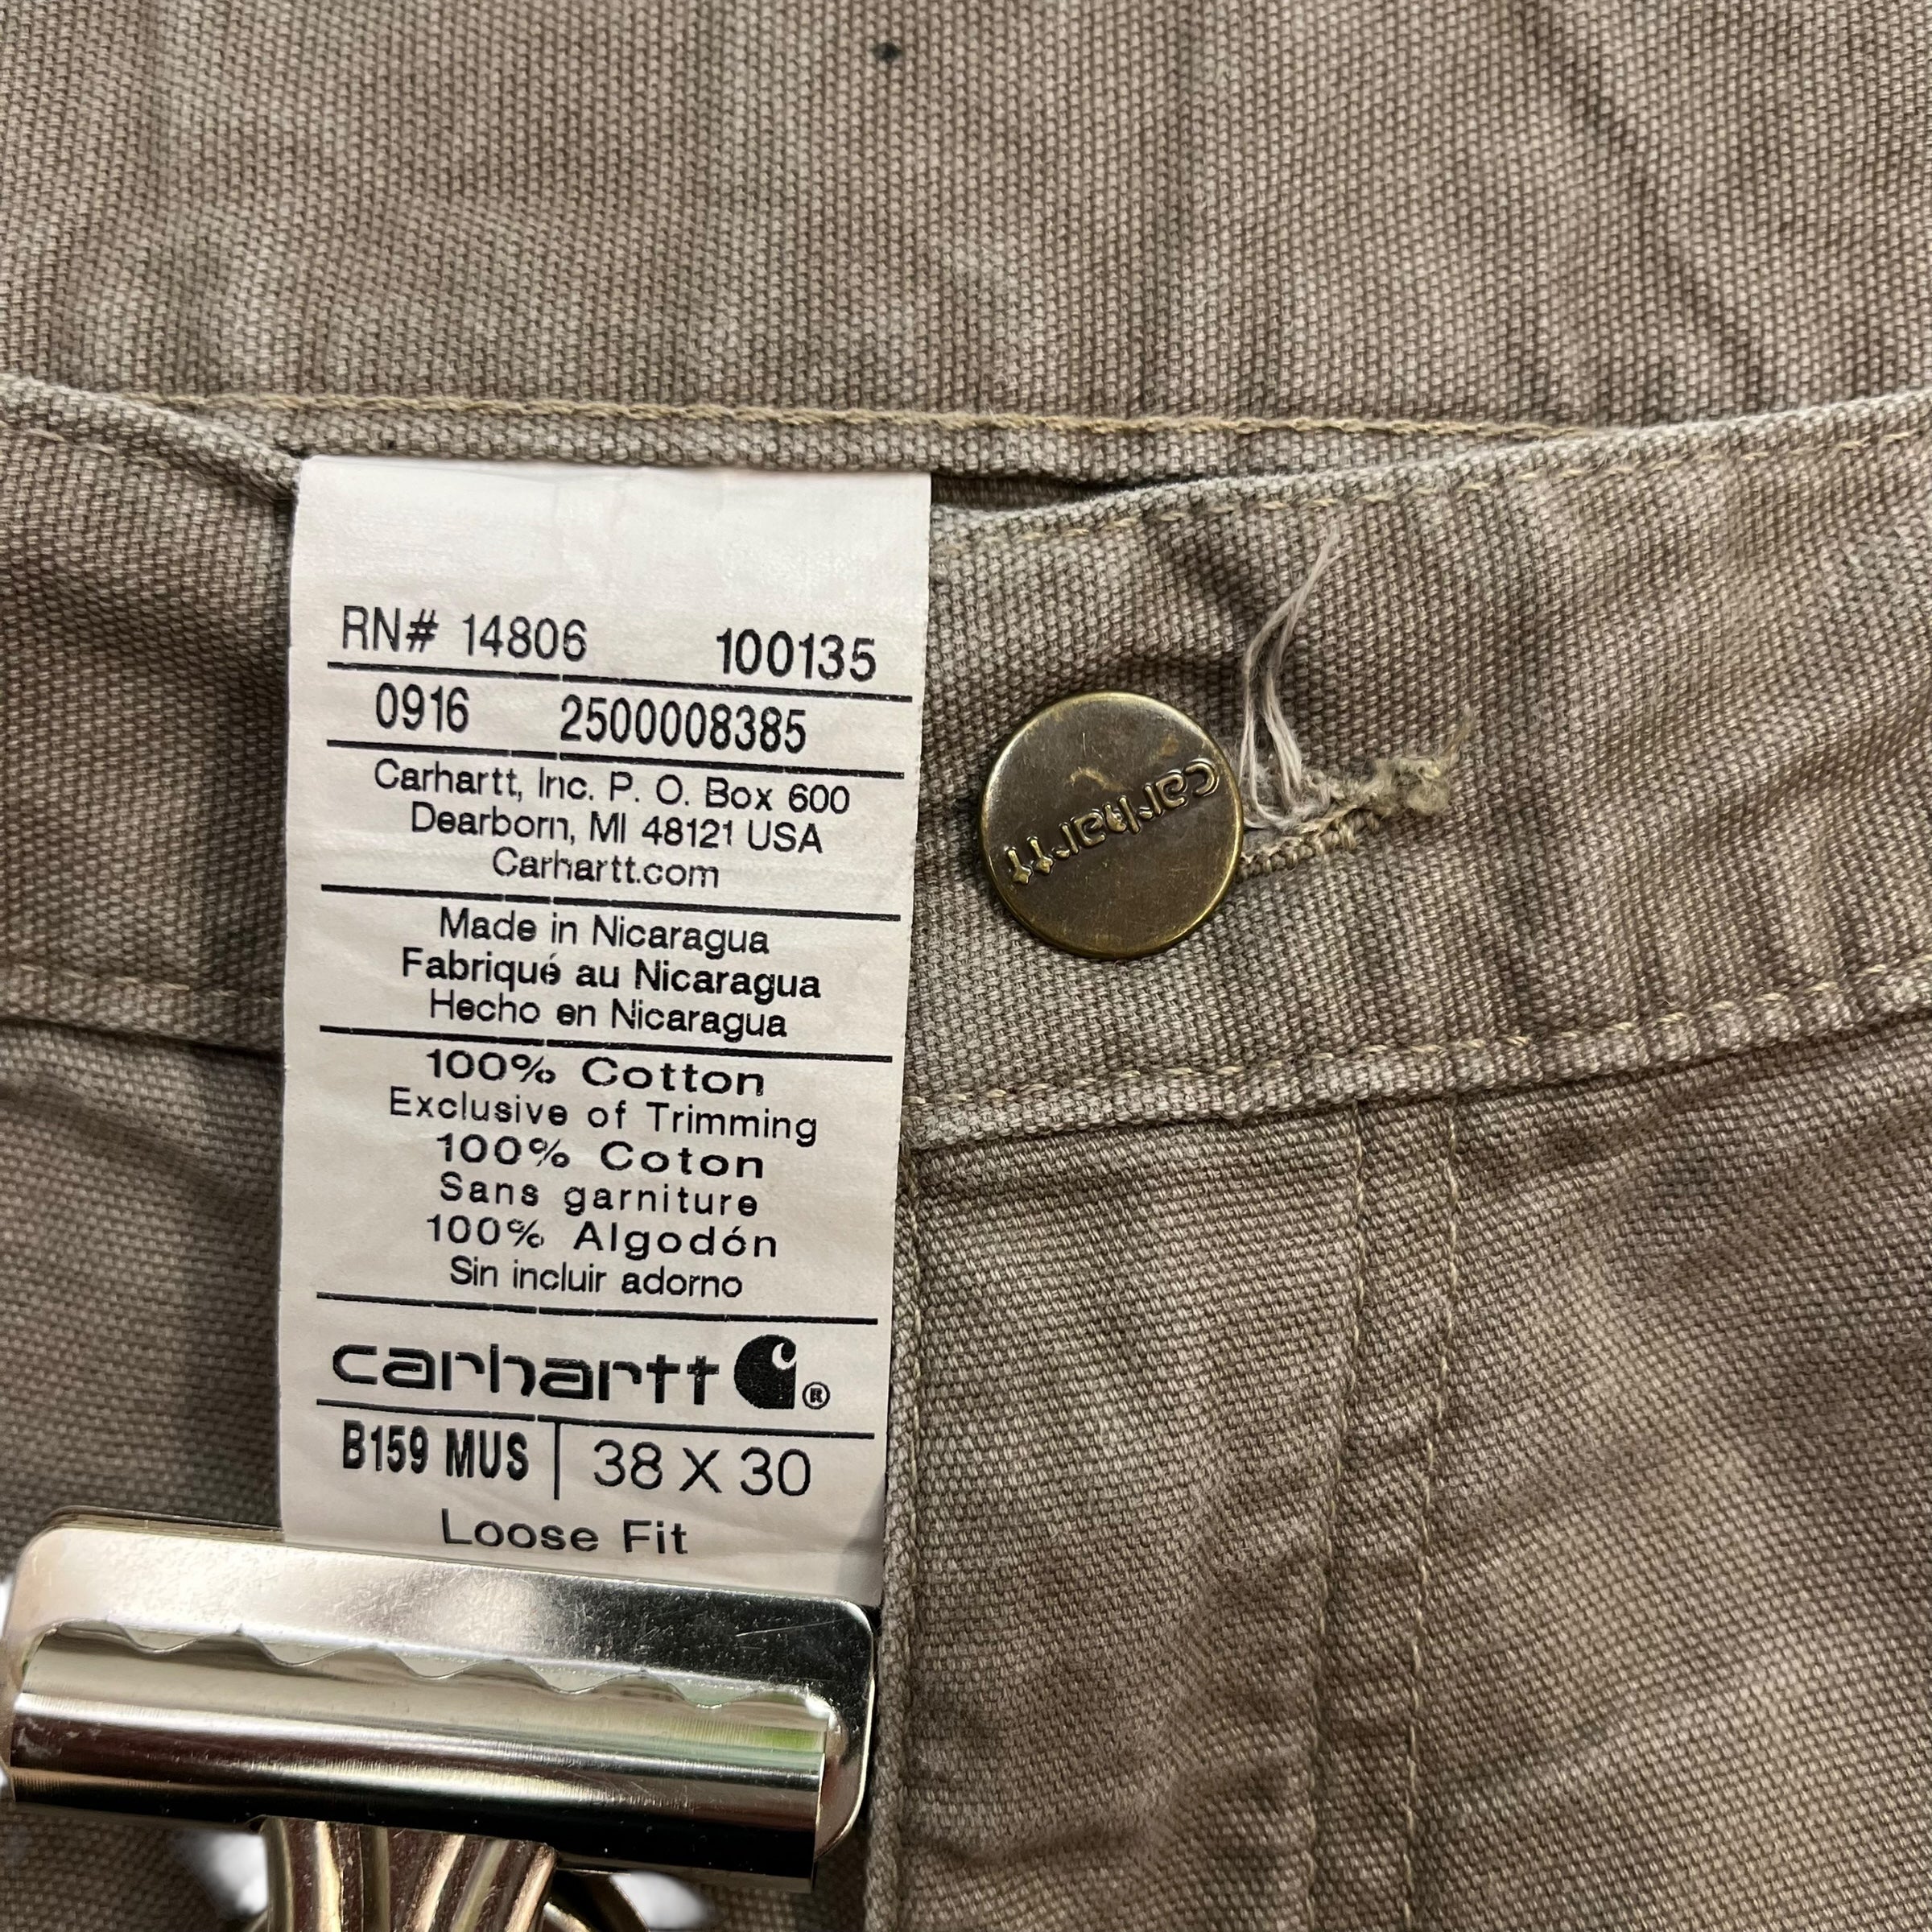 RN# 14806 100135
0916 2500008385
Carhartt, Inc. P. O. Box 600
Dearborn, MI 48121 USA
Carhartt.com
Made in Nicaragua
Fabriqué au Nicaragua
Hecho en Nicaragua
100% Cotton
Exclusive of Trimming
100% Coton
Sans garniture
100% Algodón
Sin incluir adorno
carhartt ®
B159 MUS 38 X 30
Loose Fit
carhartt